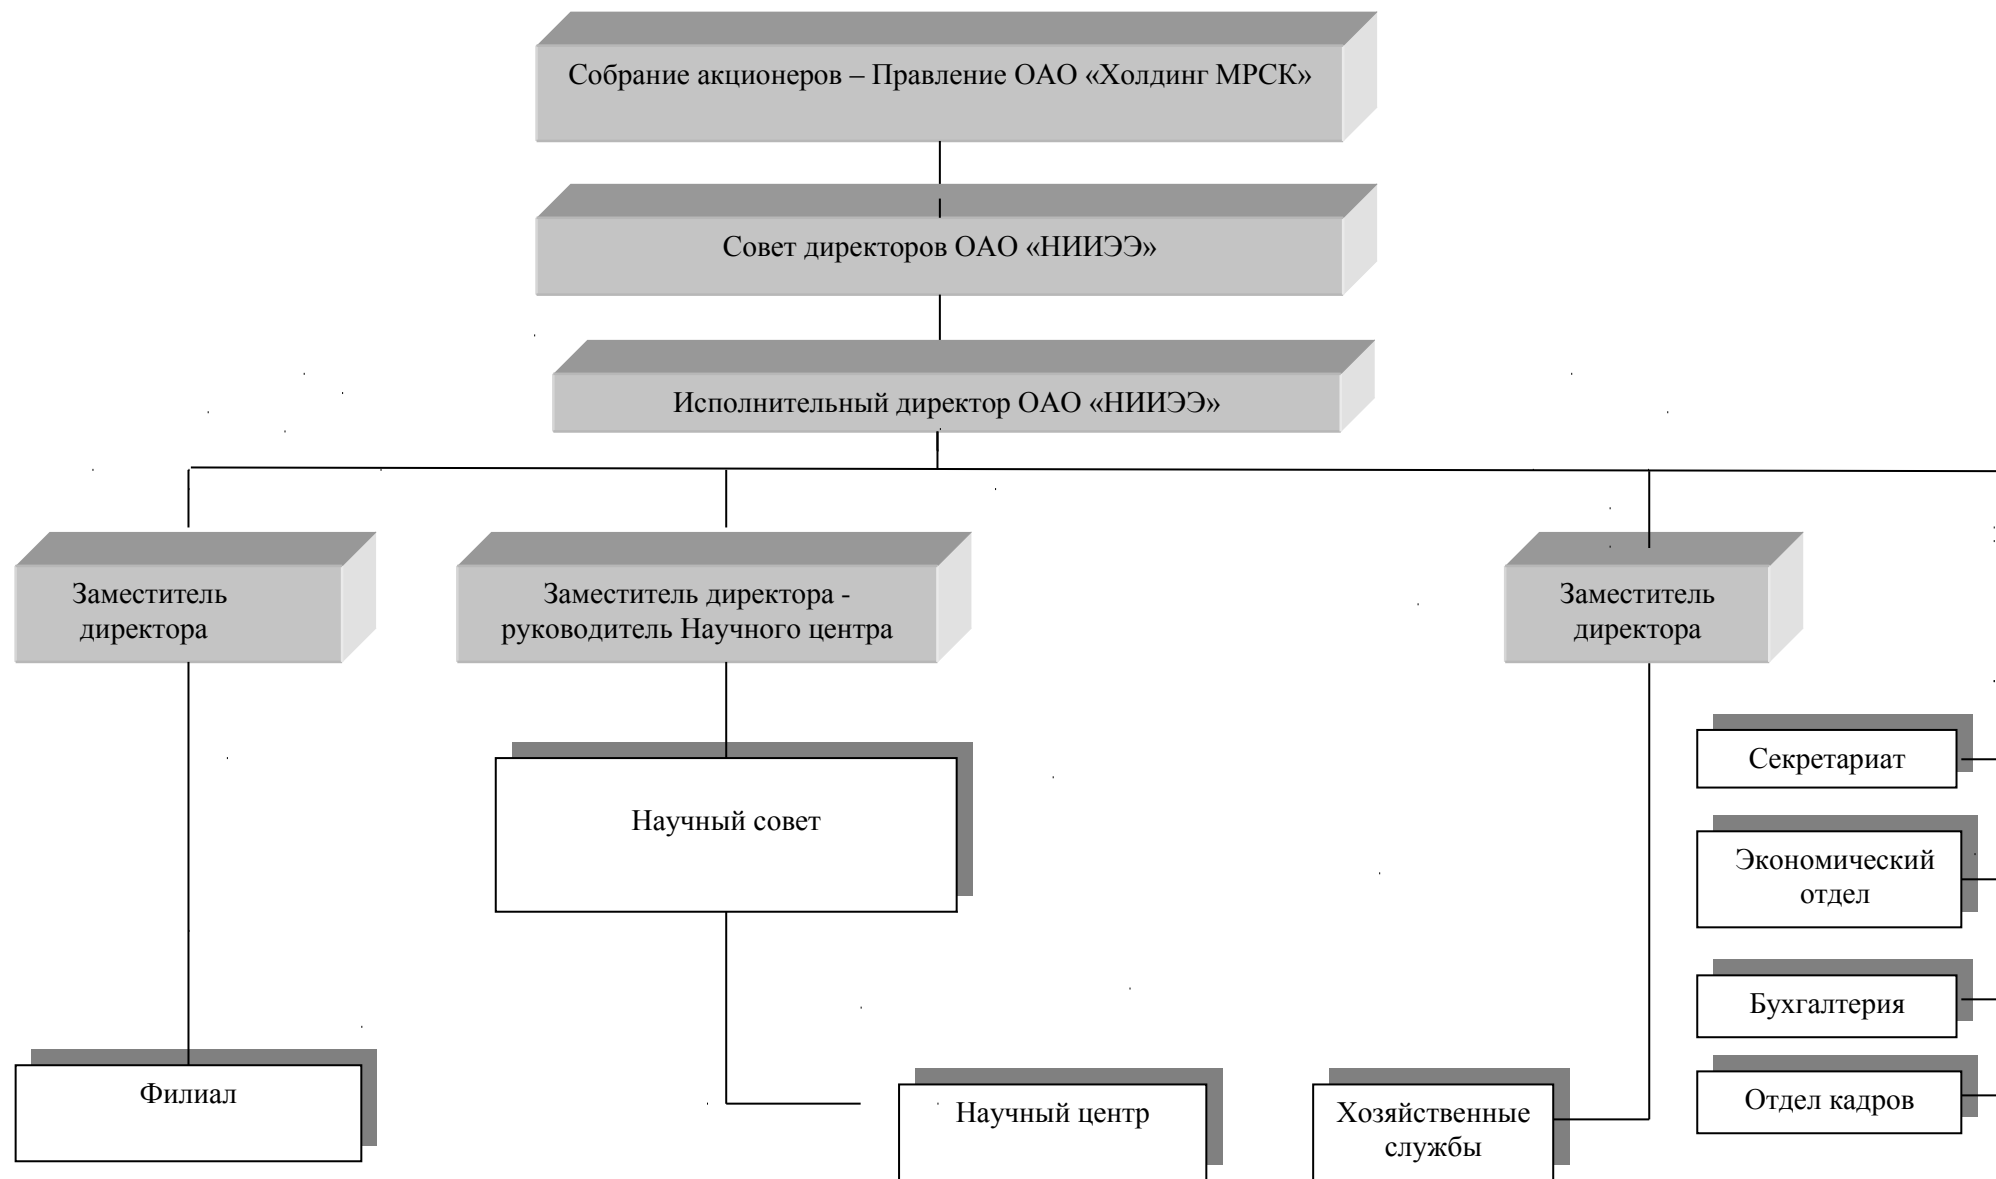 Собрание акционеров – Правление ОАО «Холдинг МРСК»
Совет директоров ОАО «НИИЭЭ»
Исполнительный директор ОАО «НИИЭЭ»
Заместитель
директора
Заместитель директора -
руководитель Научного центра
Заместитель
директора
Секретариат
Научный совет
Экономический
отдел
Бухгалтерия
Филиал
Научный центр
Хозяйственные
службы
Отдел кадров